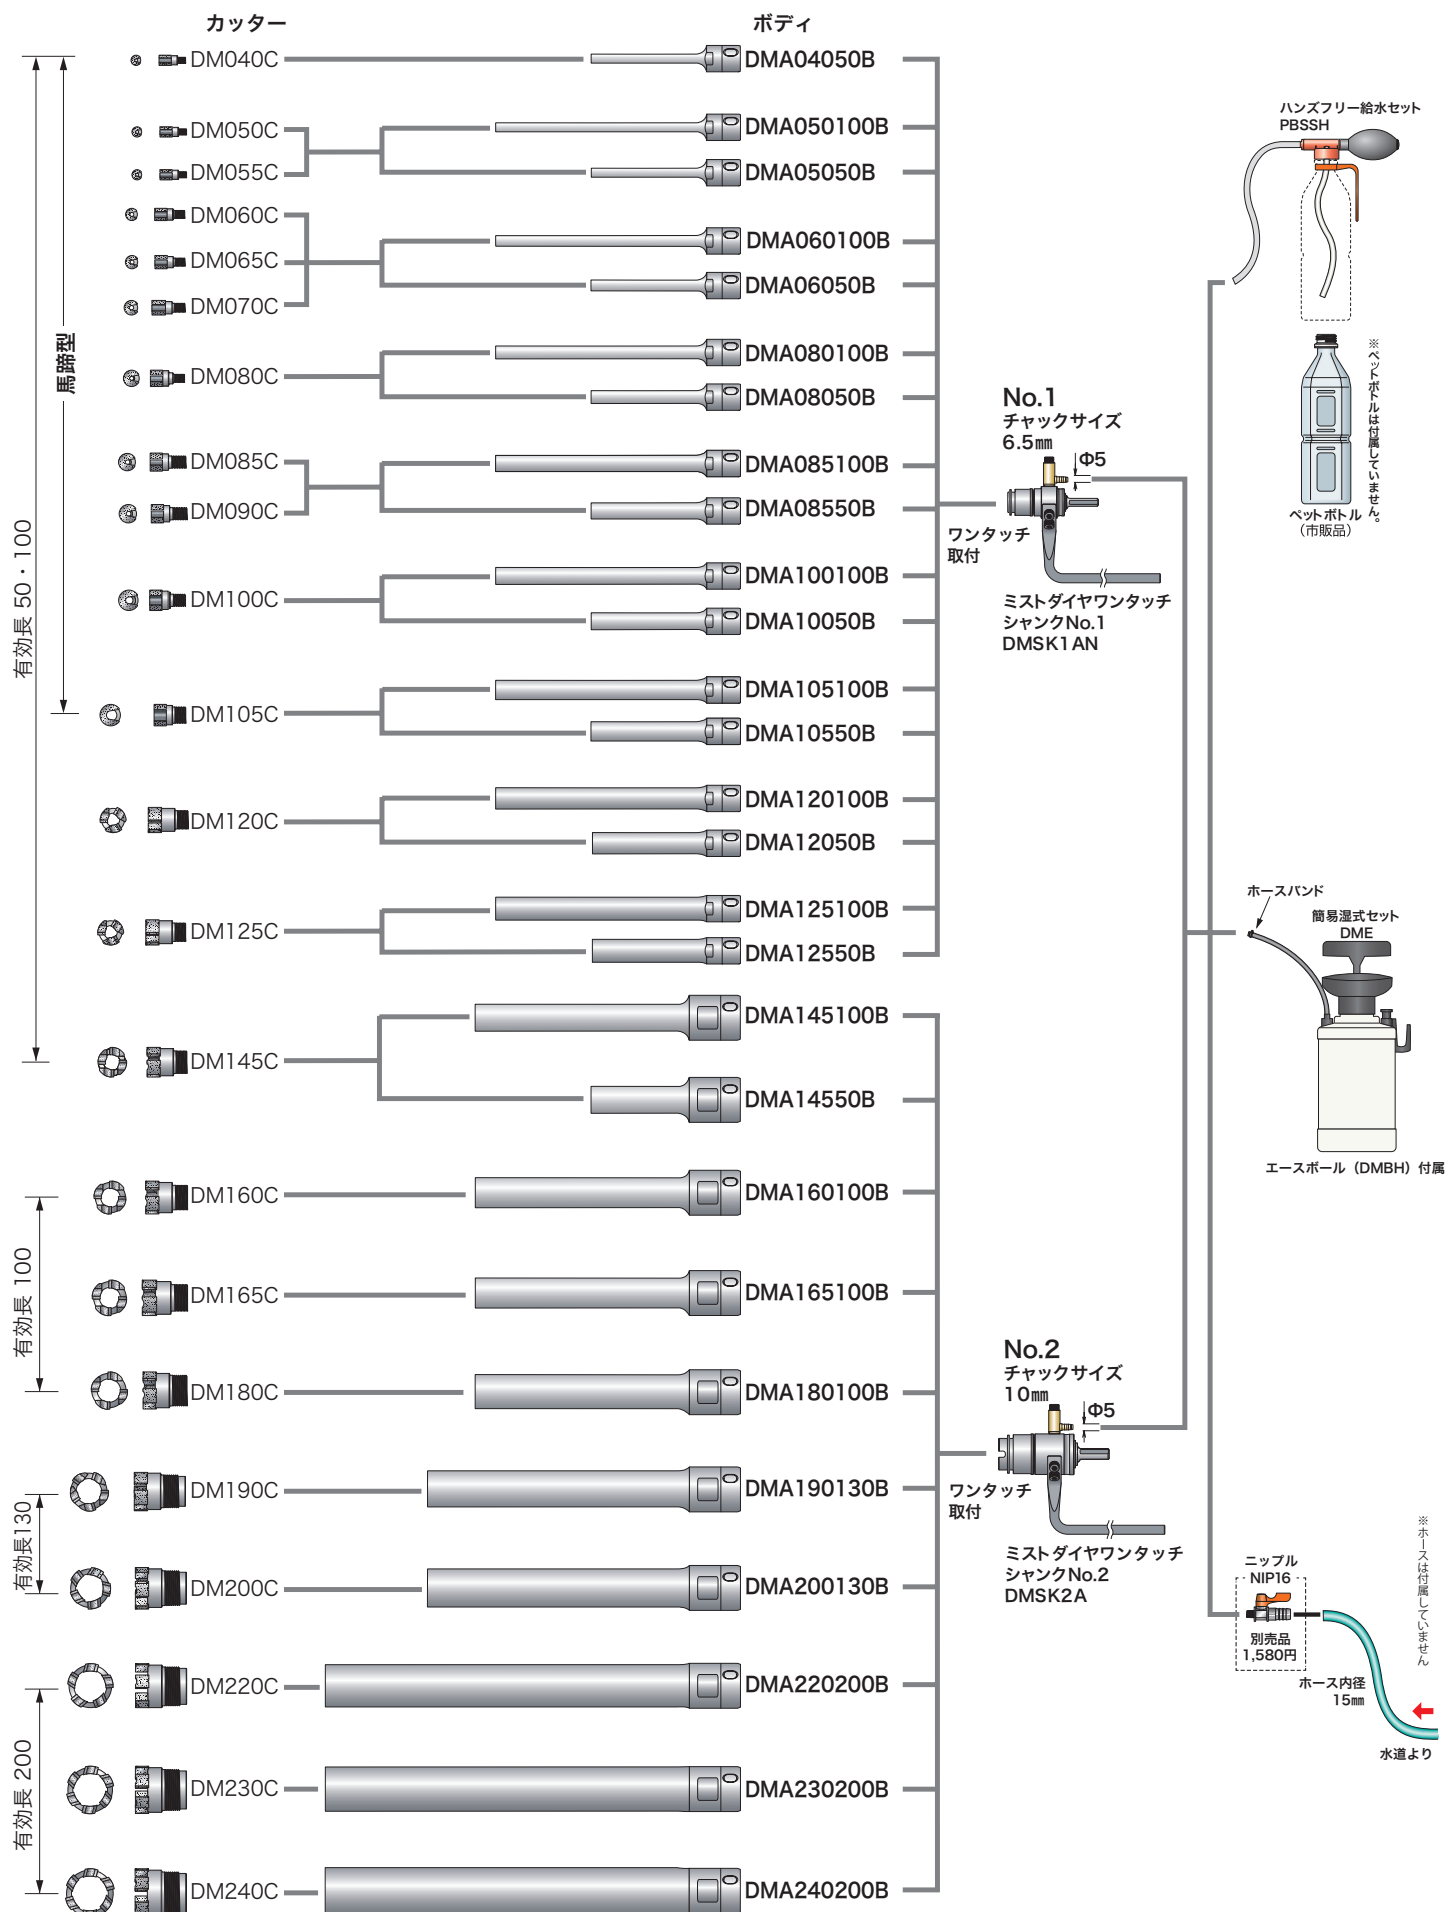 カッター
ボディ
DM040C
DMA04050B
DM050C
DM055C
DMA050100B
DMA05050B
DM060C
DM065C
DM070C
DMA060100B
DMA06050B
DM080C
DMA080100B
DMA08050B
DM085C
DM090C
DMA085100B
DMA08550B
DM100C
DMA100100B
DMA10050B
DM105C
DMA105100B
DMA10550B
DM120C
DMA120100B
DMA12050B
DM125C
DMA125100B
DMA12550B
DM145C
DMA145100B
DMA14550B
DM160C
DMA160100B
DM165C
DMA165100B
DM180C
DMA180100B
DM190C
DMA190130B
DM200C
DMA200130B
DM220C
DMA220200B
DM230C
DMA230200B
DM240C
DMA240200B
馬蹄型
有効長 50・100
有効長 100
有効長130
有効長 200
No.1
チャックサイズ
6.5㎜
Φ5
ワンタッチ
取付
ミストダイヤワンタッチ
シャンクNo.1
DMSK1AN
No.2
チャックサイズ
10㎜
Φ5
ワンタッチ
取付
ミストダイヤワンタッチ
シャンクNo.2
DMSK2A
ハンズフリー給水セット
PBSSH
※ペットボトルは付属していません。
ペットボトル
（市販品）
ホースバンド
簡易湿式セット
DME
エースボール（DMBH）付属
ニップル
NIP16
別売品
1,580円
※ホースは付属していません
ホース内径
15㎜
水道より